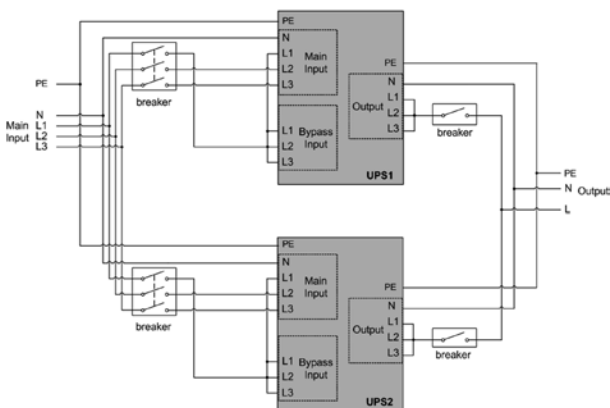 PE
N
Main
Input
L1
L2
L3
breaker
PE
N
L1
L2
L3
Main
Input
L1
L2
L3
Bypass
Input
PE
N
L1
L2
L3
Output
UPS1
breaker
PE
N
L
Output
breaker
PE
N
L1
L2
L3
Main
Input
L1
L2
L3
Bypass
Input
PE
N
L1
L2
L3
Output
UPS2
breaker